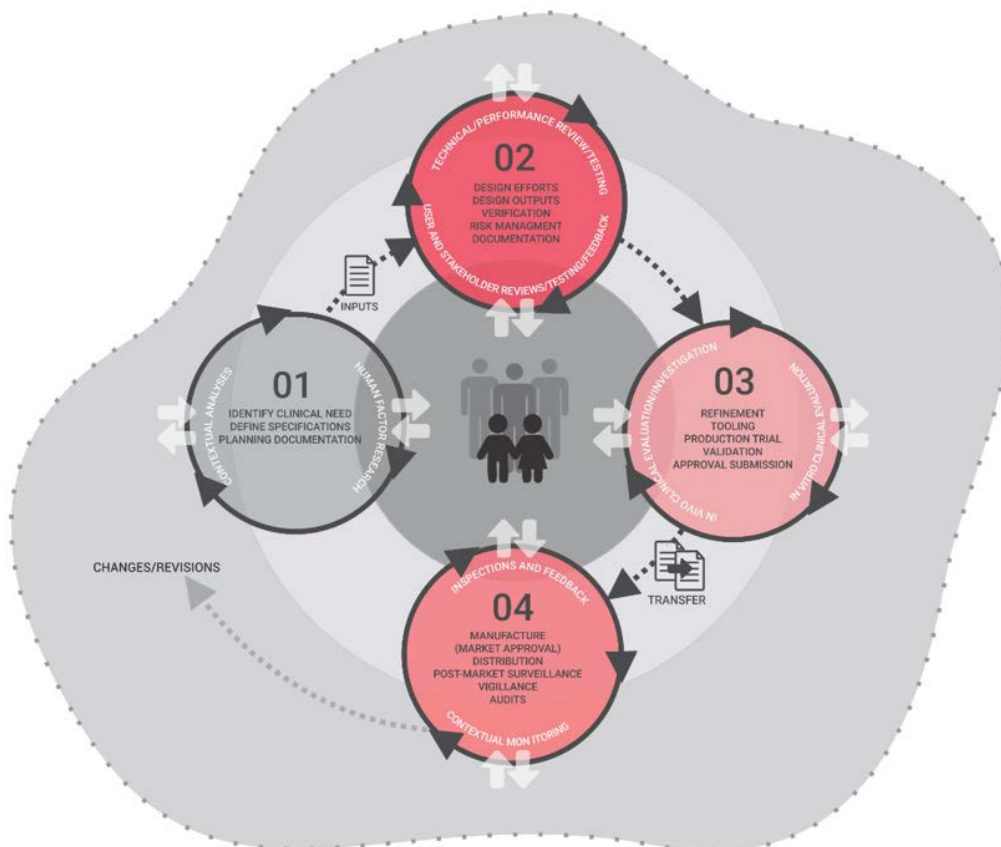 TECHNICAL/PERFORMANCE REVIEW/TESTING
02
DESIGN EFFORTS
DESIGN OUTPUTS
VERIFICATION
RISK MANAGMENT
DOCUMENTATION
USER AND STAKEHOLDER REVIEWS/TESTING/FEEDBACK
INPUTS
CONTEXTUAL ANALYSES
01
IDENTIFY CLINICAL NEED
DEFINE SPECIFICATIONS
PLANNING DOCUMENTATION
HUMAN FACTOR RESEARCH
IN VIVO CLINICAL EVALUATION/INVESTIGATION
03
REFINEMENT
TOOLING
PRODUCTION TRIAL
VALIDATION
APPROVAL SUBMISSION
IN VITRO CLINICAL EVALUATION
CHANGES/REVISIONS
TRANSFER
INSPECTIONS AND FEEDBACK
04
MANUFACTURE
(MARKET APPROVAL)
DISTRIBUTION
POST-MARKET SURVEILLANCE
VIGILLANCE
AUDITS
CONTEXTUAL MONITORING